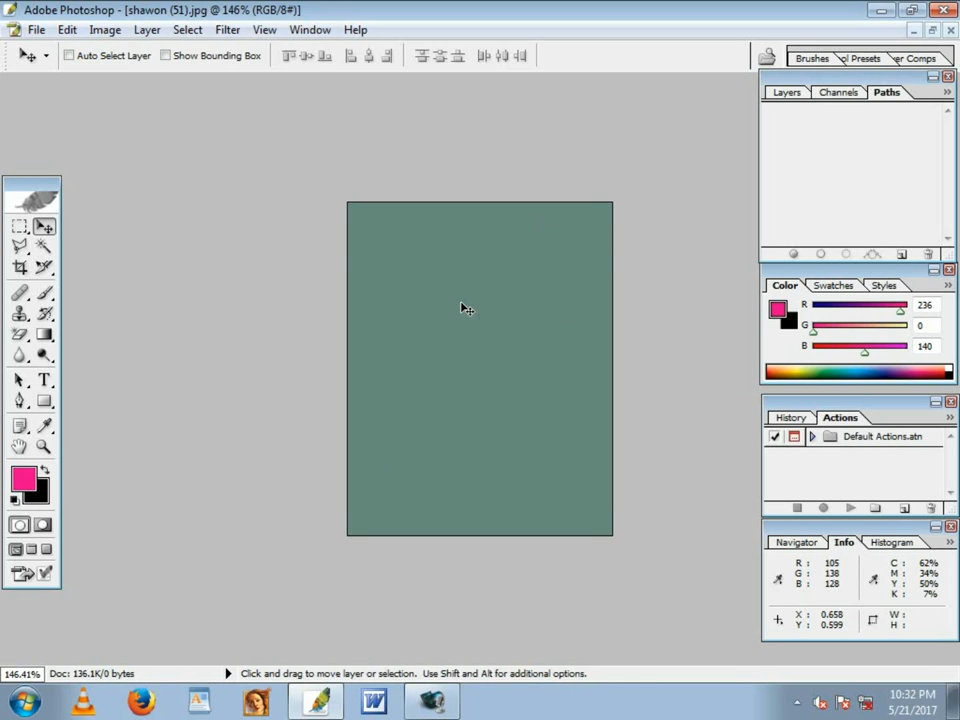 Adobe Photoshop - [shawon (51).jpg @ 146% (RGB/8#)]
File Edit Image Layer Select Filter View Window Help
Auto Select Layer Show Bounding Box
Brushes ol Presets er Comps
Layers Channels Paths
Color Swatches Styles
R 236
G 0
B 140
History Actions
Default Actions.atn
Navigator Info Histogram
R : 105 C : 62%
G : 138 M : 34%
B : 128 Y : 50%
K : 7%
X : 0.658 W :
Y : 0.599 H :
146.41% Doc: 136.1K/0 bytes Click and drag to move layer or selection. Use Shift and Alt for additional options.
10:32 PM
5/21/2017